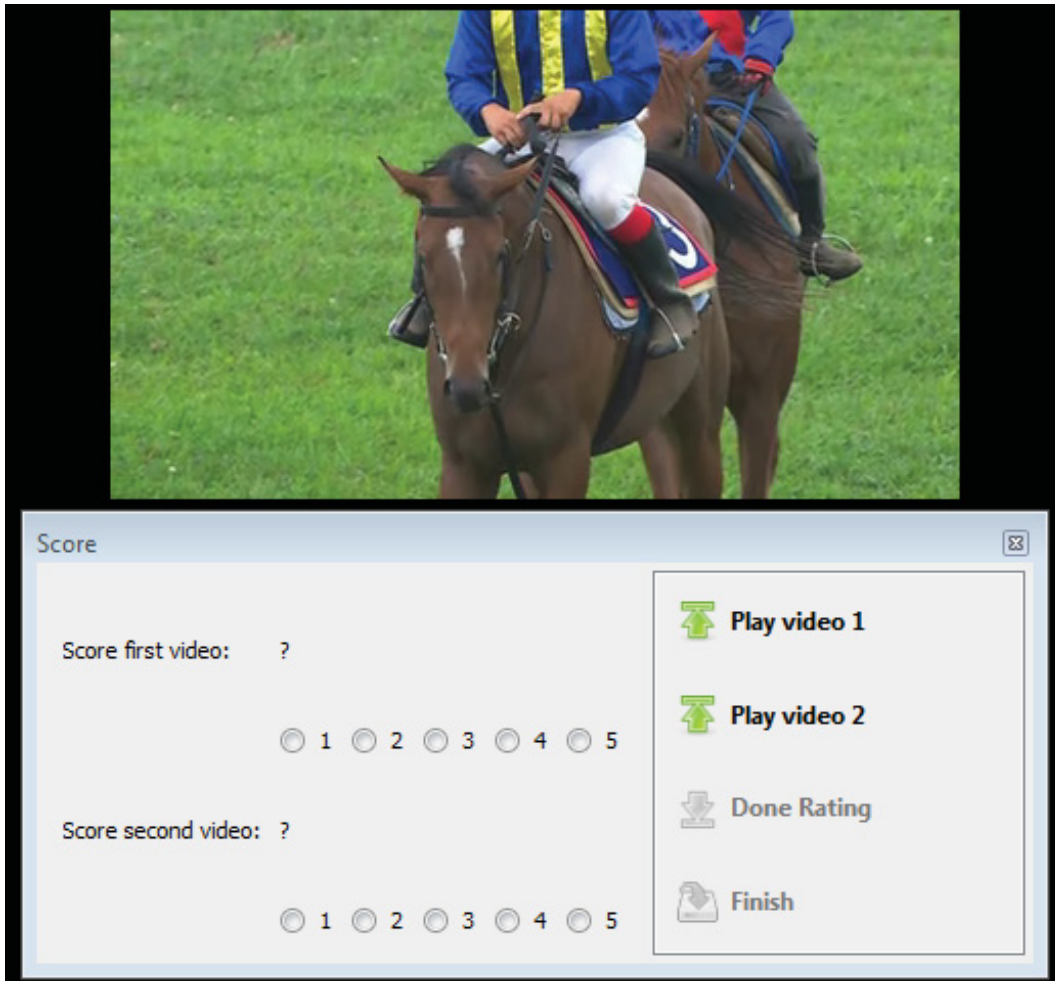 Score
Score first video: ?
1 2 3 4 5
Score second video: ?
1 2 3 4 5
Play video 1
Play video 2
Done Rating
Finish